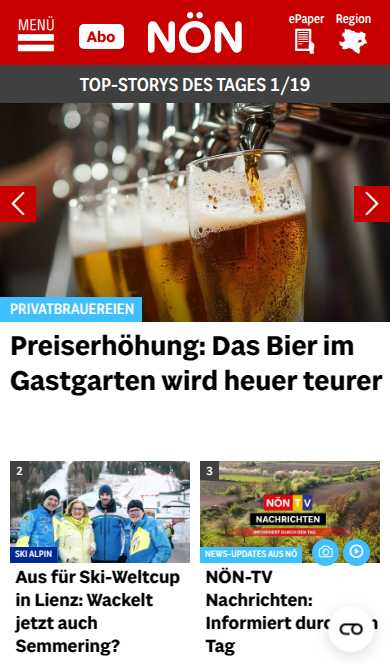 MENÜ
Abo
NÖN
ePaper
Region
TOP-STORYS DES TAGES 1/19
PRIVATBRAUEREIEN
Preiserhöhung: Das Bier im
Gastgarten wird heuer teurer
2
SKI ALPIN
Aus für Ski-Weltcup
in Lienz: Wackelt
jetzt auch
Semmering?
3
NÖN TV
NACHRICHTEN
INFORMIERT DURCH DEN TAG
NEWS-UPDATES AUS NÖ
NÖN-TV
Nachrichten:
Informiert
Tag